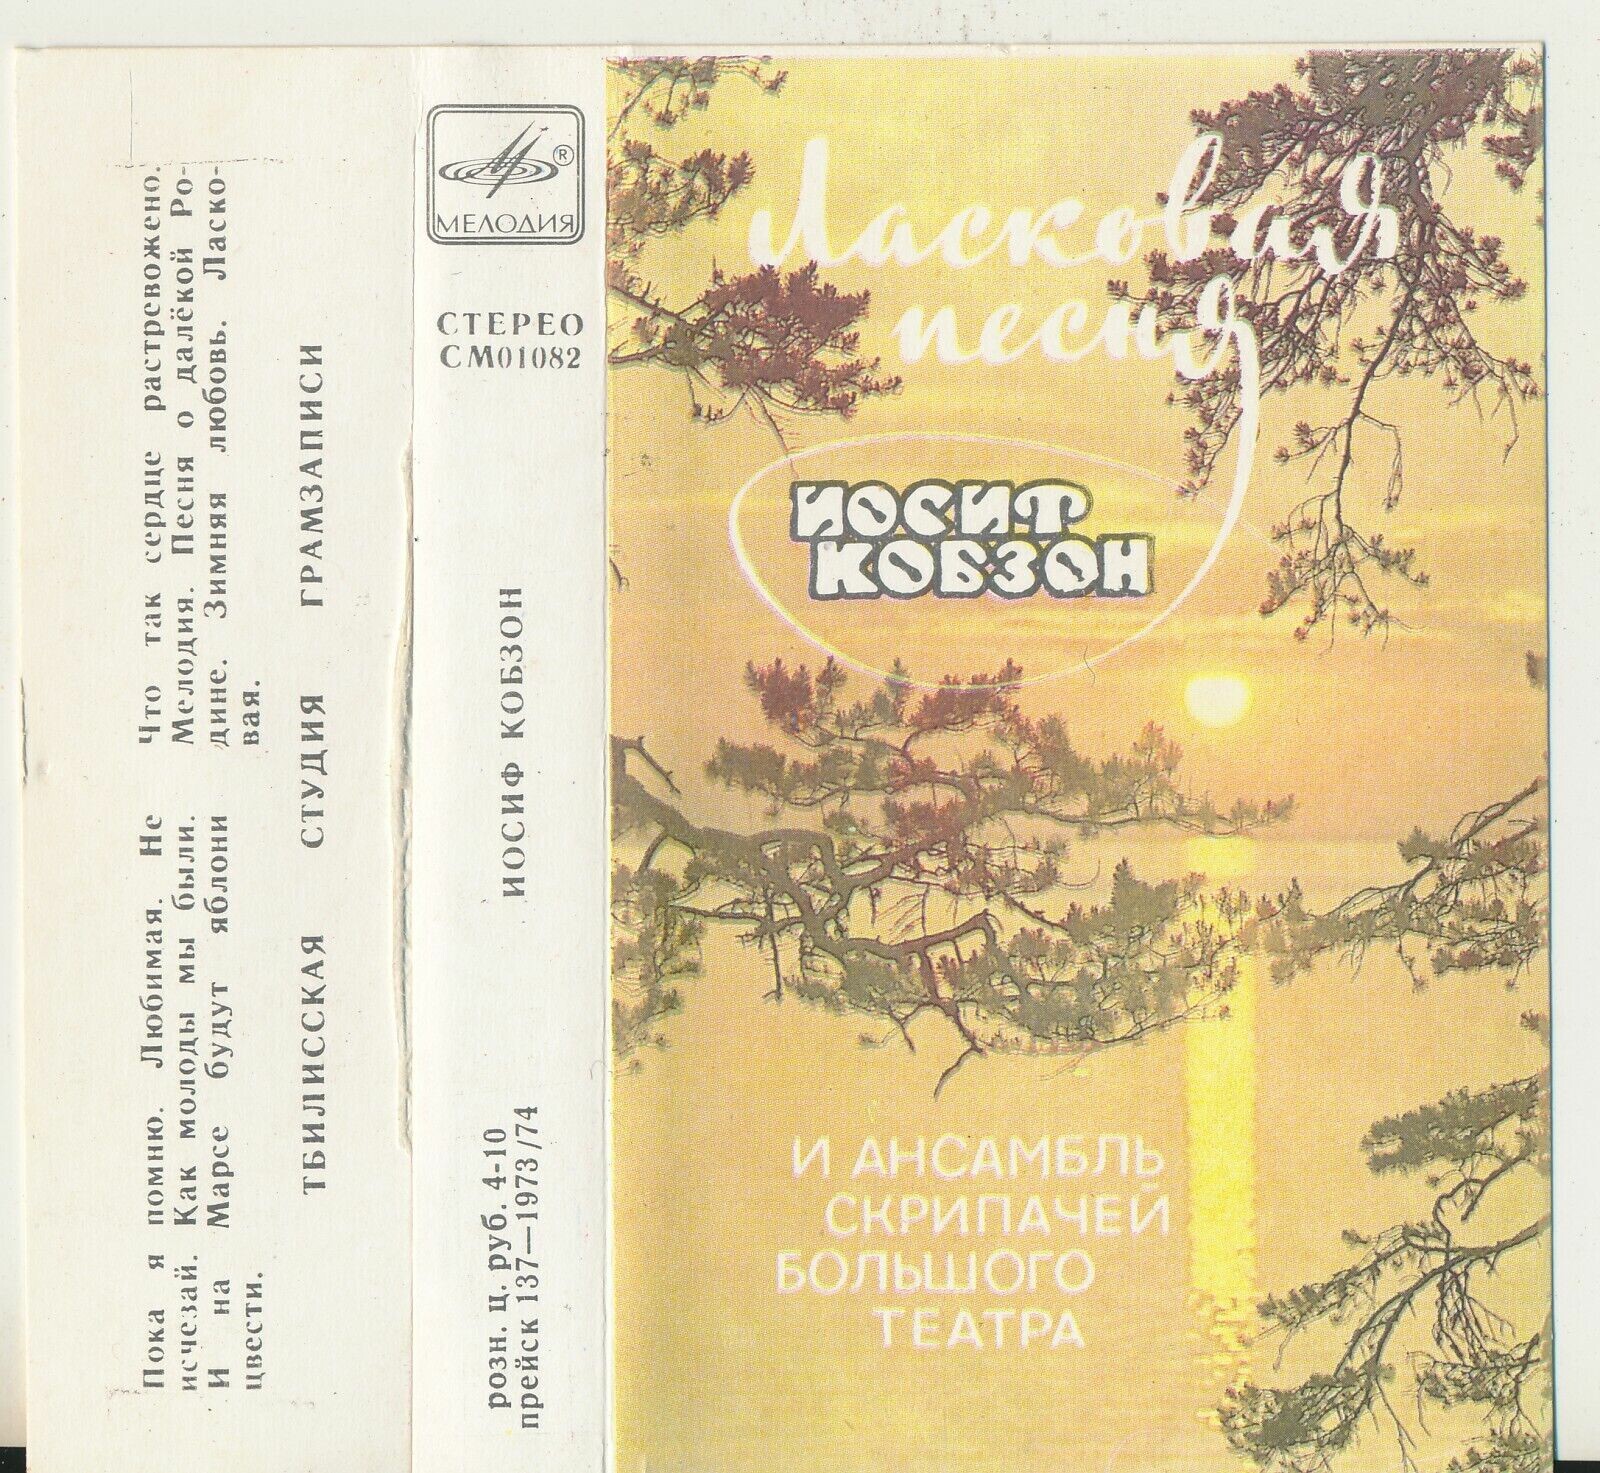 Пока я помню. Любимая. Не
исчезай. Как молоды мы были.
И на Марсе будут яблони
цвести.
Что так сердце растревожено.
Мелодия. Песня о далёкой Ро-
дине. Зимняя любовь. Ласко-
вая.
ТБИЛИССКАЯ СТУДИЯ ГРАМЗАПИСИ
R
МЕЛОДИЯ
СТЕРЕО
СМ01082
ИОСИФ КОБЗОН
розн. ц. руб. 4-10
прейск 137—1973/74
Ласковая
песня
ИОСИФ
КОБЗОН
И АНСАМБЛЬ
СКРИПАЧЕЙ
БОЛЬШОГО
ТЕАТРА